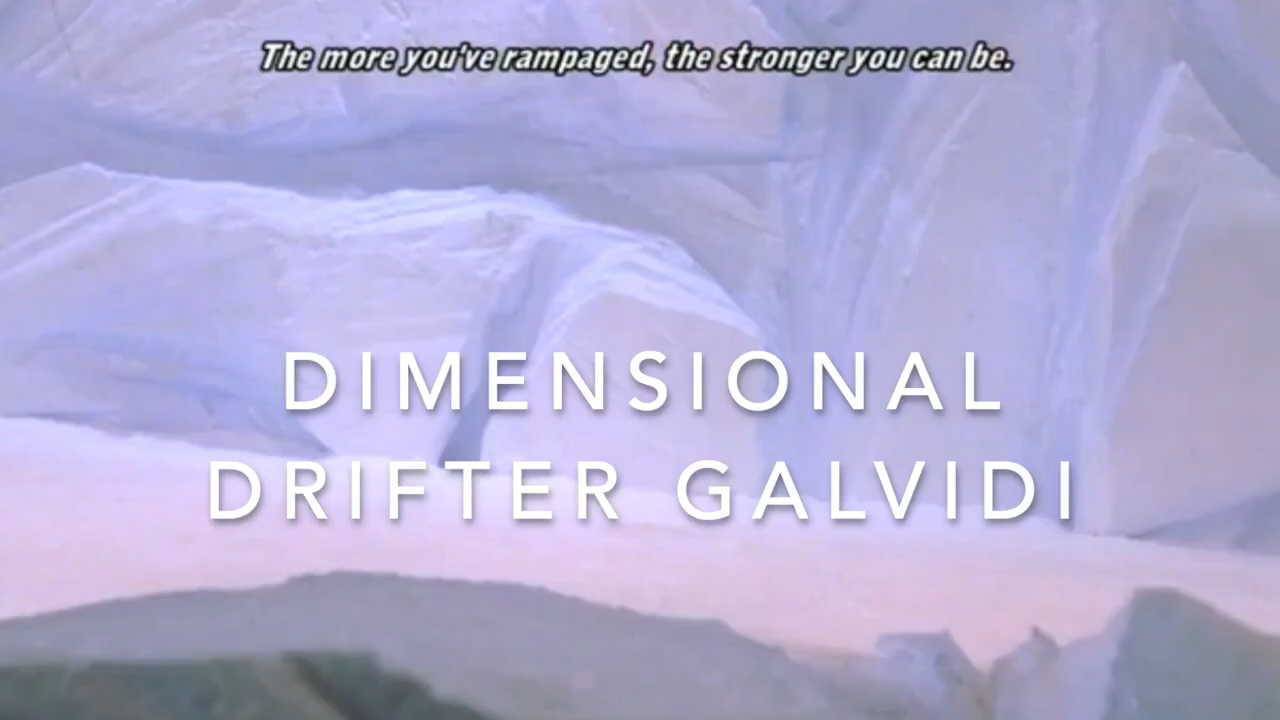 The more you've rampaged, the stronger you can be.
DIMENSIONAL
DRIFTER GALVIDI